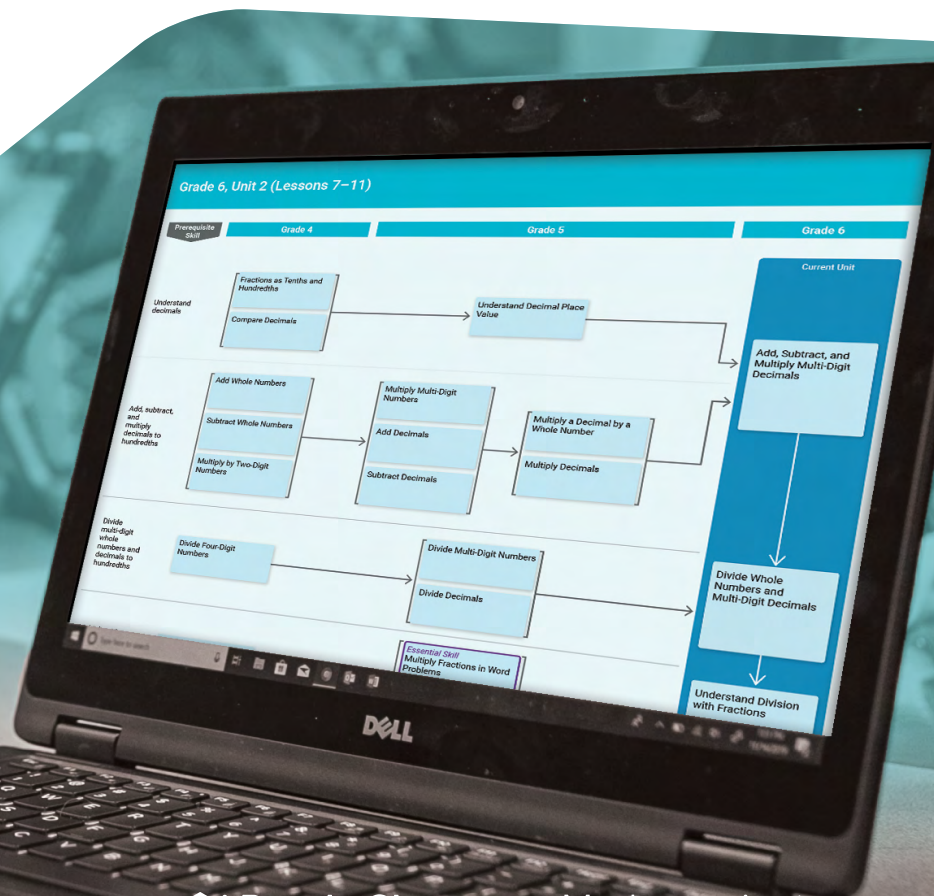 Grade 6, Unit 2 (Lessons 7–11)
Prerequisite
Skill
Grade 4
Grade 5
Grade 6
Current Unit
Understand
decimals
Fractions as Tenths and
Hundredths
Compare Decimals
Understand Decimal Place
Value
Add, Subtract, and
Multiply Multi-Digit
Decimals
Add, subtract,
and
multiply
decimals to
hundredths
Add Whole Numbers
Subtract Whole Numbers
Multiply by Two-Digit
Numbers
Multiply Multi-Digit
Numbers
Add Decimals
Subtract Decimals
Multiply a Decimal by a
Whole Number
Multiply Decimals
Divide
multi-digit
whole
numbers and
decimals to
hundredths
Divide Four-Digit
Numbers
Divide Multi-Digit Numbers
Divide Decimals
Divide Whole
Numbers and
Multi-Digit Decimals
Essential Skill
Multiply Fractions in Word
Problems
Understand Division
with Fractions
Type here to search
DELL